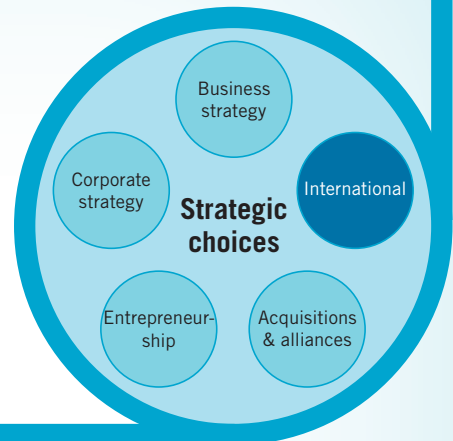 Business
strategy
Corporate
strategy
International
Strategic
choices
Entrepreneur-
ship
Acquisitions
& alliances